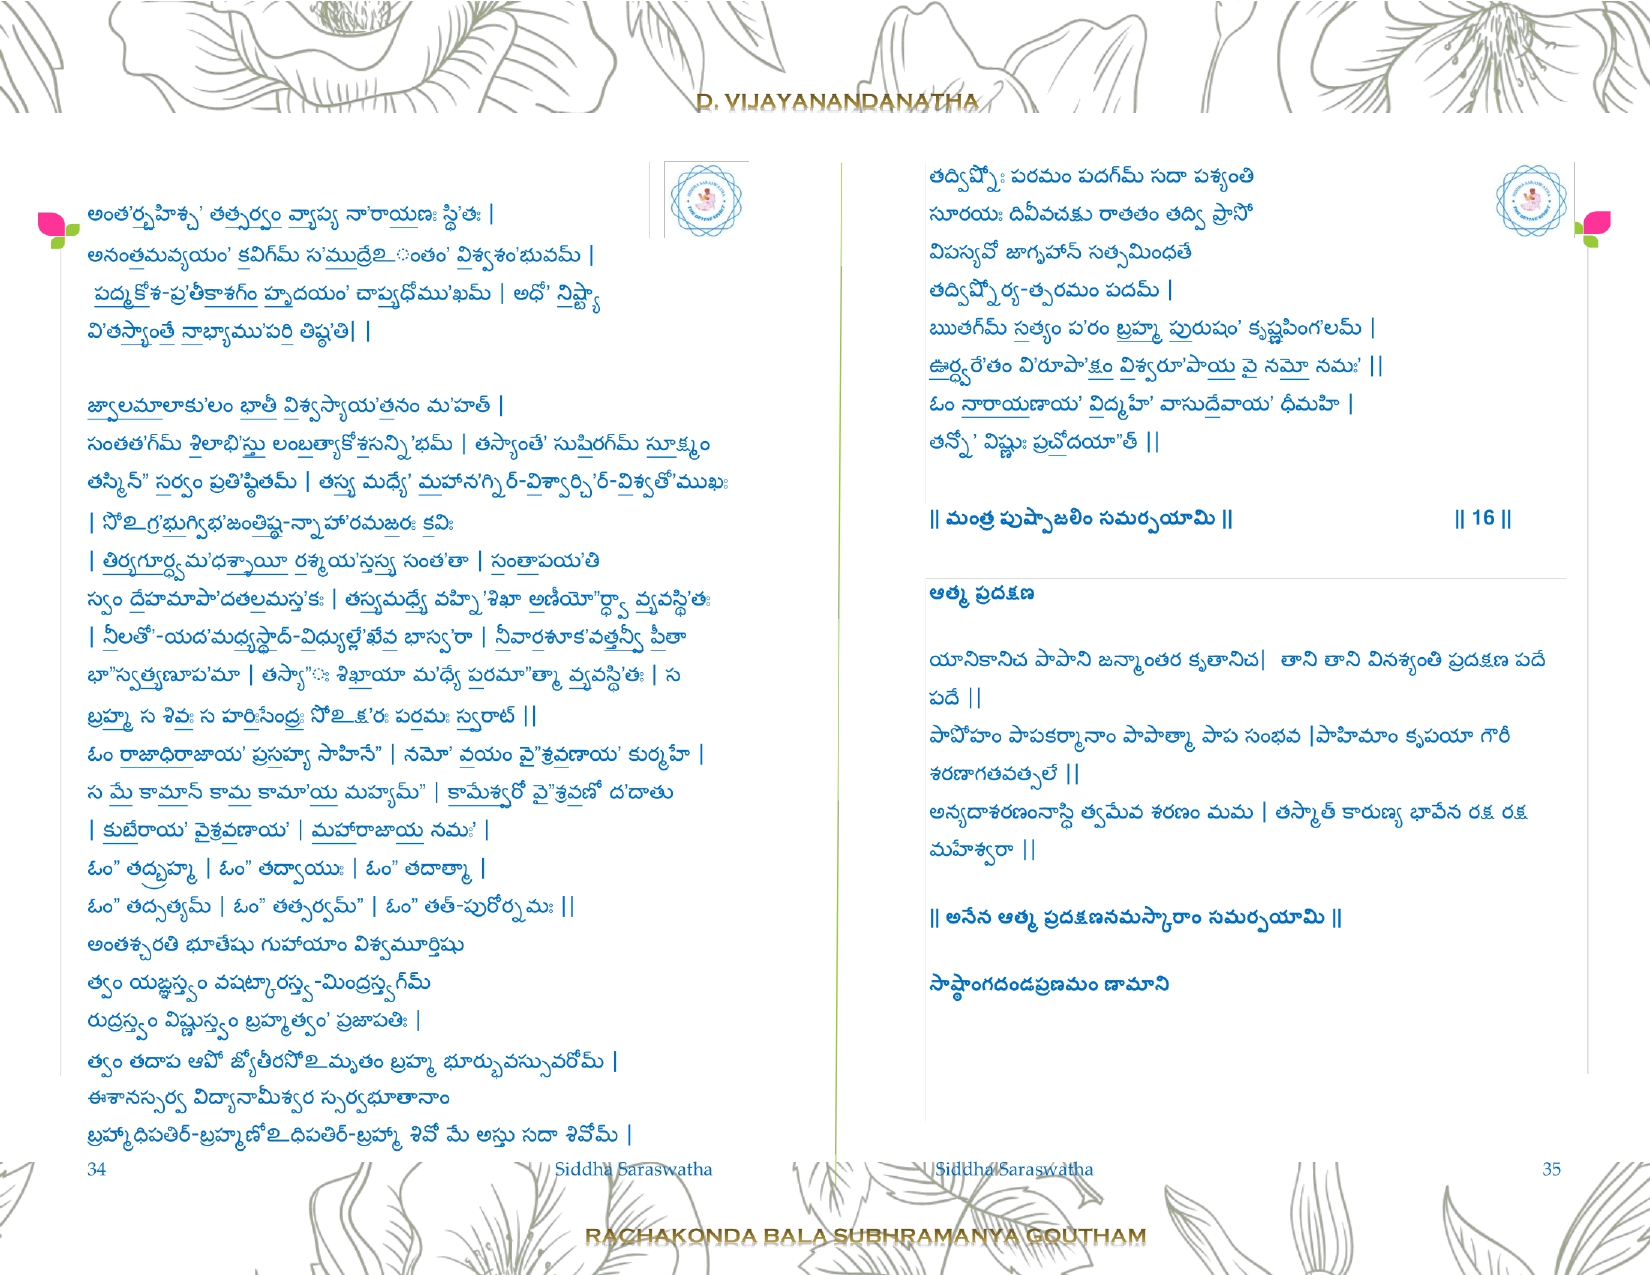 D. VIJAYANANDANATHA
అంత'ర్బహిశ్చ' తత్సర్వం వ్యాప్య నా'రాయణః స్థి'తః |
అనంతమవ్యయం' కవిగ్‌మ్ స'ముద్రేఽంతం' విశ్వశం'భువమ్ |
పద్మకోశ-ప్ర'తీకాశగ్ం హృదయం' చాప్యధోము'ఖమ్ | అధో' నిష్ట్యా
వి'తస్యాంతే నాభ్యాము'పరి తిష్ఠ'తి| |
జ్వాలమాలాకు'లం భాతీ విశ్వస్యాయ'తనం మ'హత్ |
సంతత'గ్‌మ్ శిలాభి'స్తు లంబత్యాకోశసన్ని'భమ్ | తస్యాంతే' సుషిరగ్‌మ్ సూక్ష్మం
తస్మిన్" సర్వం ప్రతి'ష్ఠితమ్ | తస్య మధ్యే' మహాన'గ్నిర్-విశ్వార్చి'ర్-విశ్వతో'ముఖః
| సోఽగ్ర'భుగ్విభ'జంతిష్ఠ-న్నాహా'రమజరః కవిః
| తిర్యగూర్ధ్వమ'ధశ్శాయీ రశ్మయ'స్తస్య సంత'తా | సంతాపయ'తి
స్వం దేహమాపా'దతలమస్త'కః | తస్యమధ్యే వహ్ని'శిఖా అణీయో"ర్ధ్వా వ్యవస్థి'తః
| నీలతో'-యద'మధ్యస్థాద్-విధ్యుల్లే'ఖేవ భాస్వ'రా | నీవారశూక'వత్తన్వీ పీతా
భా"స్వత్యణూప'మా | తస్యా"ః శిఖాయా మ'ధ్యే పరమా"త్మా వ్యవస్థి'తః | స
బ్రహ్మ స శివః స హరిఃసేంద్రః సోఽక్ష'రః పరమః స్వరాట్ ||
ఓం రాజాధిరాజాయ' ప్రసహ్య సాహినే" | నమో' వయం వై"శ్రవణాయ' కుర్మహే |
స మే కామాన్ కామ కామా'య మహ్యమ్" | కామేశ్వరో వై"శ్రవణో ద'దాతు
| కుబేరాయ' వైశ్రవణాయ' | మహారాజాయ నమః' |
ఓం" తద్బ్రహ్మ | ఓం" తద్వాయుః | ఓం" తదాత్మా |
ఓం" తద్సత్యమ్ | ఓం" తత్సర్వమ్" | ఓం" తత్-పురోర్నమః ||
అంతశ్చరతి భూతేషు గుహాయాం విశ్వమూర్తిషు
త్వం యజ్ఞస్త్వం వషట్కారస్త్వ-మింద్రస్త్వగ్‌మ్
రుద్రస్త్వం విష్ణుస్త్వం బ్రహ్మత్వం' ప్రజాపతిః |
త్వం తదాప ఆపో జ్యోతీరసోఽమృతం బ్రహ్మ భూర్భువస్సువరోమ్ |
ఈశానస్సర్వ విద్యానామీశ్వర స్సర్వభూతానాం
బ్రహ్మాధిపతిర్-బ్రహ్మణోఽధిపతిర్-బ్రహ్మా శివో మే అస్తు సదా శివోమ్ |
34 Siddha Saraswatha
తద్విష్నోః పరమం పదగ్‌మ్ సదా పశ్యంతి
సూరయః దివీవచక్షు రాతతం తద్వి ప్రాసో
విపస్యవో జాగృహాన్ సత్సమింధతే
తద్విష్నోర్య-త్పరమం పదమ్ |
ఋతగ్‌మ్ సత్యం ప'రం బ్రహ్మ పురుషం' కృష్ణపింగ'లమ్ |
ఊర్ధ్వరే'తం వి'రూపా'క్షం విశ్వరూ'పాయ వై నమో నమః' ||
ఓం నారాయణాయ' విద్మహే' వాసుదేవాయ' ధీమహి |
తన్నో' విష్ణుః ప్రచోదయా"త్ ||
|| మంత్ర పుష్పాజలిం సమర్పయామి || || 16 ||
ఆత్మ ప్రదక్షణ
యానికానిచ పాపాని జన్మాంతర కృతానిచ| తాని తాని వినశ్యంతి ప్రదక్షణ పదే
పదే ||
పాపోహం పాపకర్మానాం పాపాత్మా పాప సంభవ |పాహిమాం కృపయా గౌరీ
శరణాగతవత్సలే ||
అన్యదాశరణంనాస్థి త్వమేవ శరణం మమ | తస్మాత్ కారుణ్య భావేన రక్ష రక్ష
మహేశ్వరా ||
|| అనేన ఆత్మ ప్రదక్షణనమస్కారాం సమర్పయామి ||
సాష్ఠాంగదండప్రణమం ణామాని
Siddha Saraswatha 35
RACHAKONDA BALA SUBHRAMANYA GOUTHAM